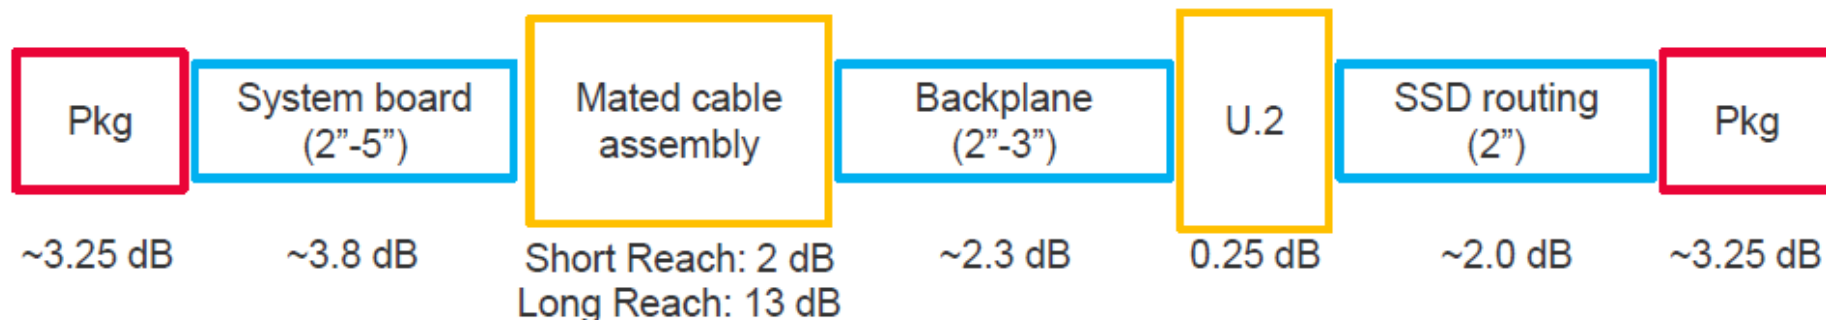 Pkg
System board
(2”-5”)
Mated cable
assembly
Backplane
(2”-3”)
U.2
SSD routing
(2”)
Pkg
~3.25 dB
~3.8 dB
Short Reach: 2 dB
Long Reach: 13 dB
~2.3 dB
0.25 dB
~2.0 dB
~3.25 dB